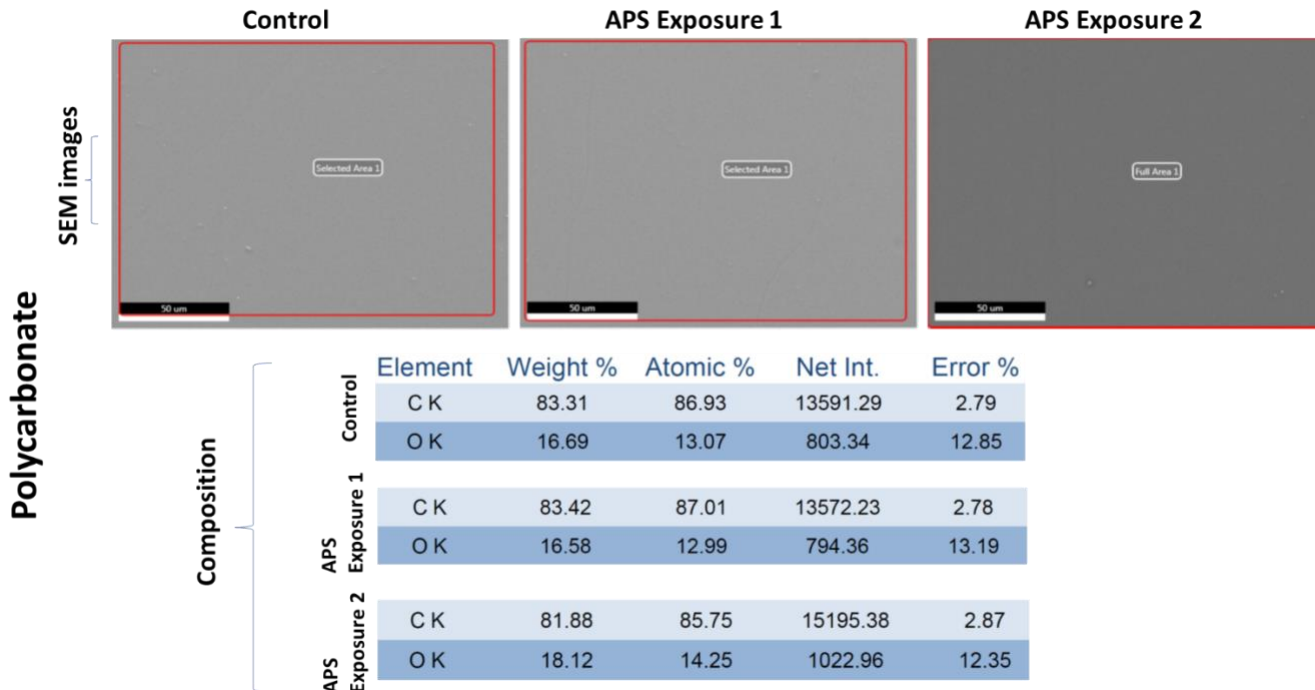 Control
APS Exposure 1
APS Exposure 2
Polycarbonate
SEM images
Selected Area 1
Selected Area 1
Full Area 1
50 um
50 um
50 um
Composition
Element Weight % Atomic % Net Int. Error %
Control
C K 83.31 86.93 13591.29 2.79
O K 16.69 13.07 803.34 12.85
APS
Exposure 1
C K 83.42 87.01 13572.23 2.78
O K 16.58 12.99 794.36 13.19
APS
Exposure 2
C K 81.88 85.75 15195.38 2.87
O K 18.12 14.25 1022.96 12.35